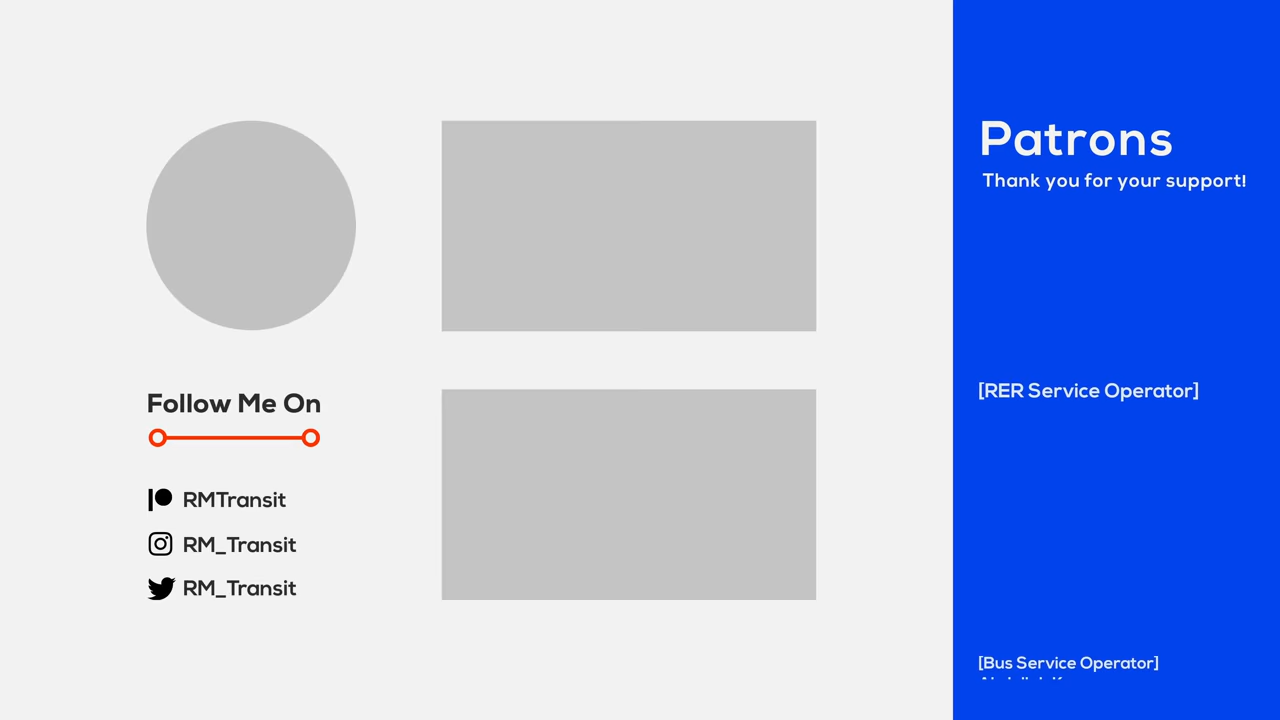 Follow Me On
RMTransit
RM_Transit
RM_Transit
Patrons
Thank you for your support!
[RER Service Operator]
[Bus Service Operator]